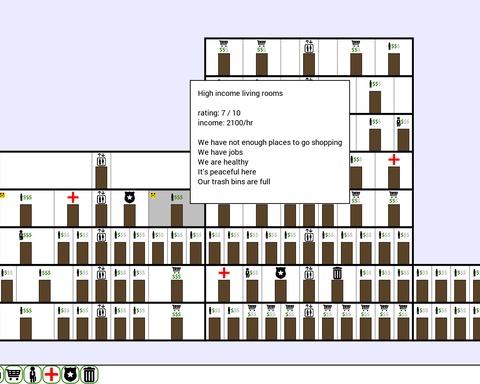 High income living rooms
rating: 7 / 10
income: 2100/hr
We have not enough places to go shopping
We have jobs
We are healthy
It's peaceful here
Our trash bins are full